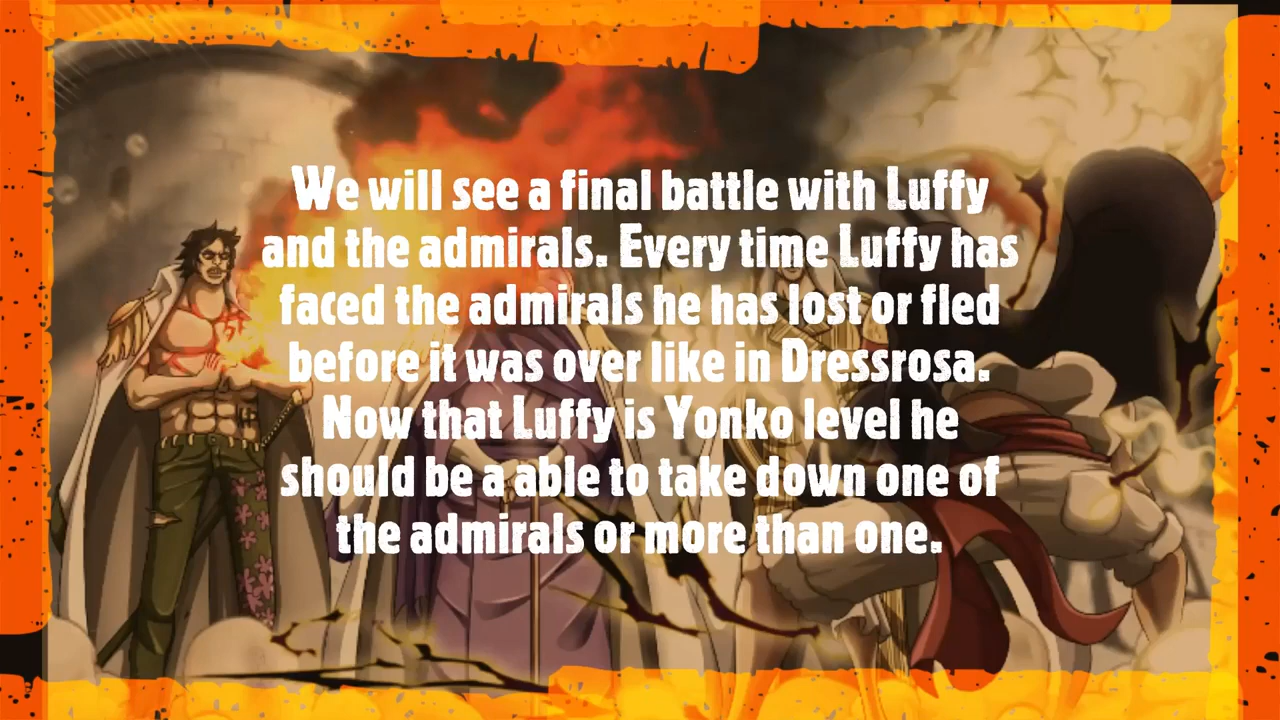 We will see a final battle with Luffy
and the admirals. Every time Luffy has
faced the admirals he has lost or fled
before it was over like in Dressrosa.
Now that Luffy is Yonko level he
should be a able to take down one of
the admirals or more than one.